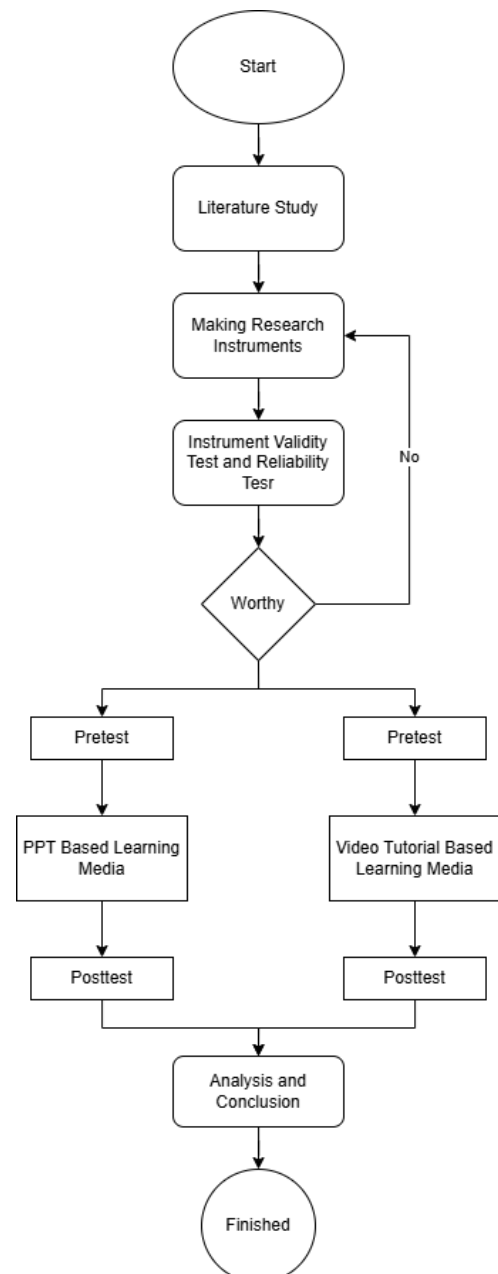 Start
Literature Study
Making Research
Instruments
Instrument Validity
Test and Reliability
Tesr
No
Worthy
Pretest
Pretest
PPT Based Learning
Media
Video Tutorial Based
Learning Media
Posttest
Posttest
Analysis and
Conclusion
Finished